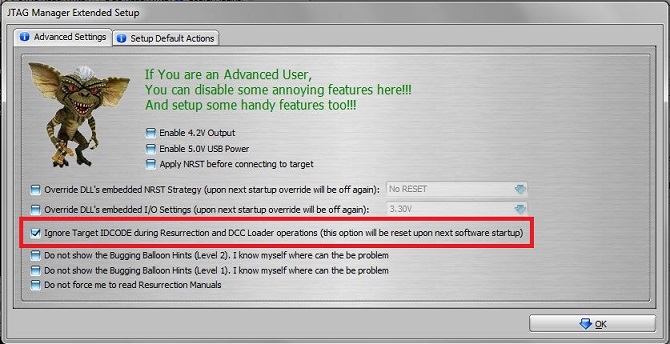 JTAG Manager Extended Setup
Advanced Settings
Setup Default Actions
If You are an Advanced User,
You can disable some annoying features here!!!
And setup some handy features too!!!
Enable 4.2V Output
Enable 5.0V USB Power
Apply NRST before connecting to target
Override DLL's embedded NRST Strategy (upon next startup override will be off again): No RESET
Override DLL's embedded I/O Settings (upon next startup override will be off again): 3.30V
Ignore Target IDCODE during Resurrection and DCC Loader operations (this option will be reset upon next software startup)
Do not show the Bugging Balloon Hints (Level 2). I know myself where can the be problem
Do not show the Bugging Balloon Hints (Level 1). I know myself where can the be problem
Do not force me to read Resurrection Manuals
OK